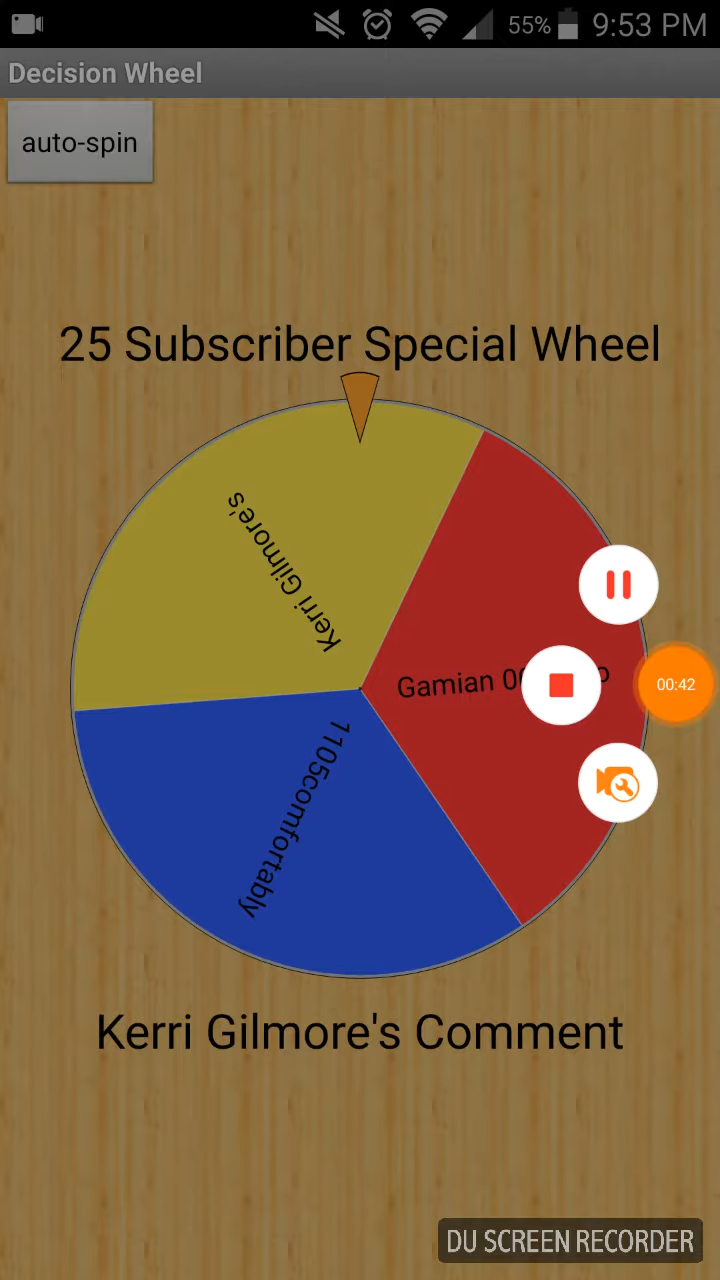 55% 9:53 PM
Decision Wheel
auto-spin
25 Subscriber Special Wheel
Kerri Gilmore's
Gamian
00:42
1105comfortably
Kerri Gilmore's Comment
DU SCREEN RECORDER